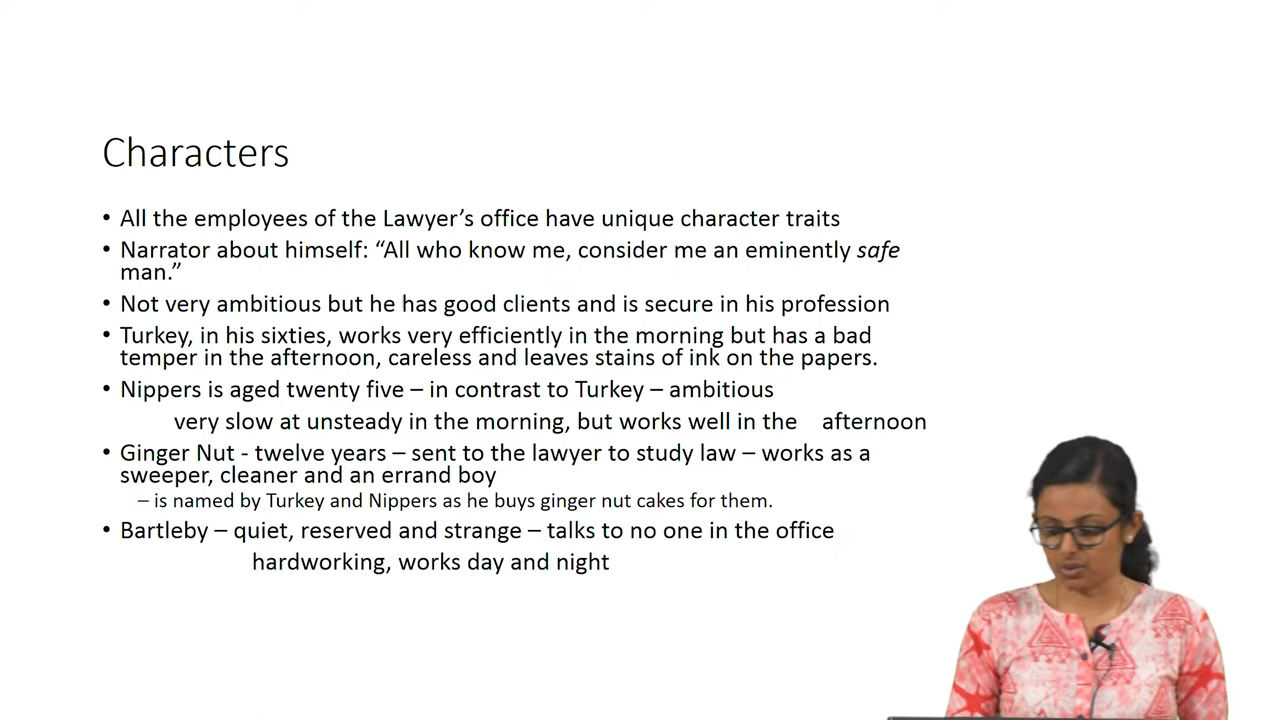 Characters
• All the employees of the Lawyer’s office have unique character traits
• Narrator about himself: “All who know me, consider me an eminently safe
man.”
• Not very ambitious but he has good clients and is secure in his profession
• Turkey, in his sixties, works very efficiently in the morning but has a bad
temper in the afternoon, careless and leaves stains of ink on the papers.
• Nippers is aged twenty five – in contrast to Turkey – ambitious
very slow at unsteady in the morning, but works well in the afternoon
• Ginger Nut - twelve years – sent to the lawyer to study law – works as a
sweeper, cleaner and an errand boy
– is named by Turkey and Nippers as he buys ginger nut cakes for them.
• Bartleby – quiet, reserved and strange – talks to no one in the office
hardworking, works day and night